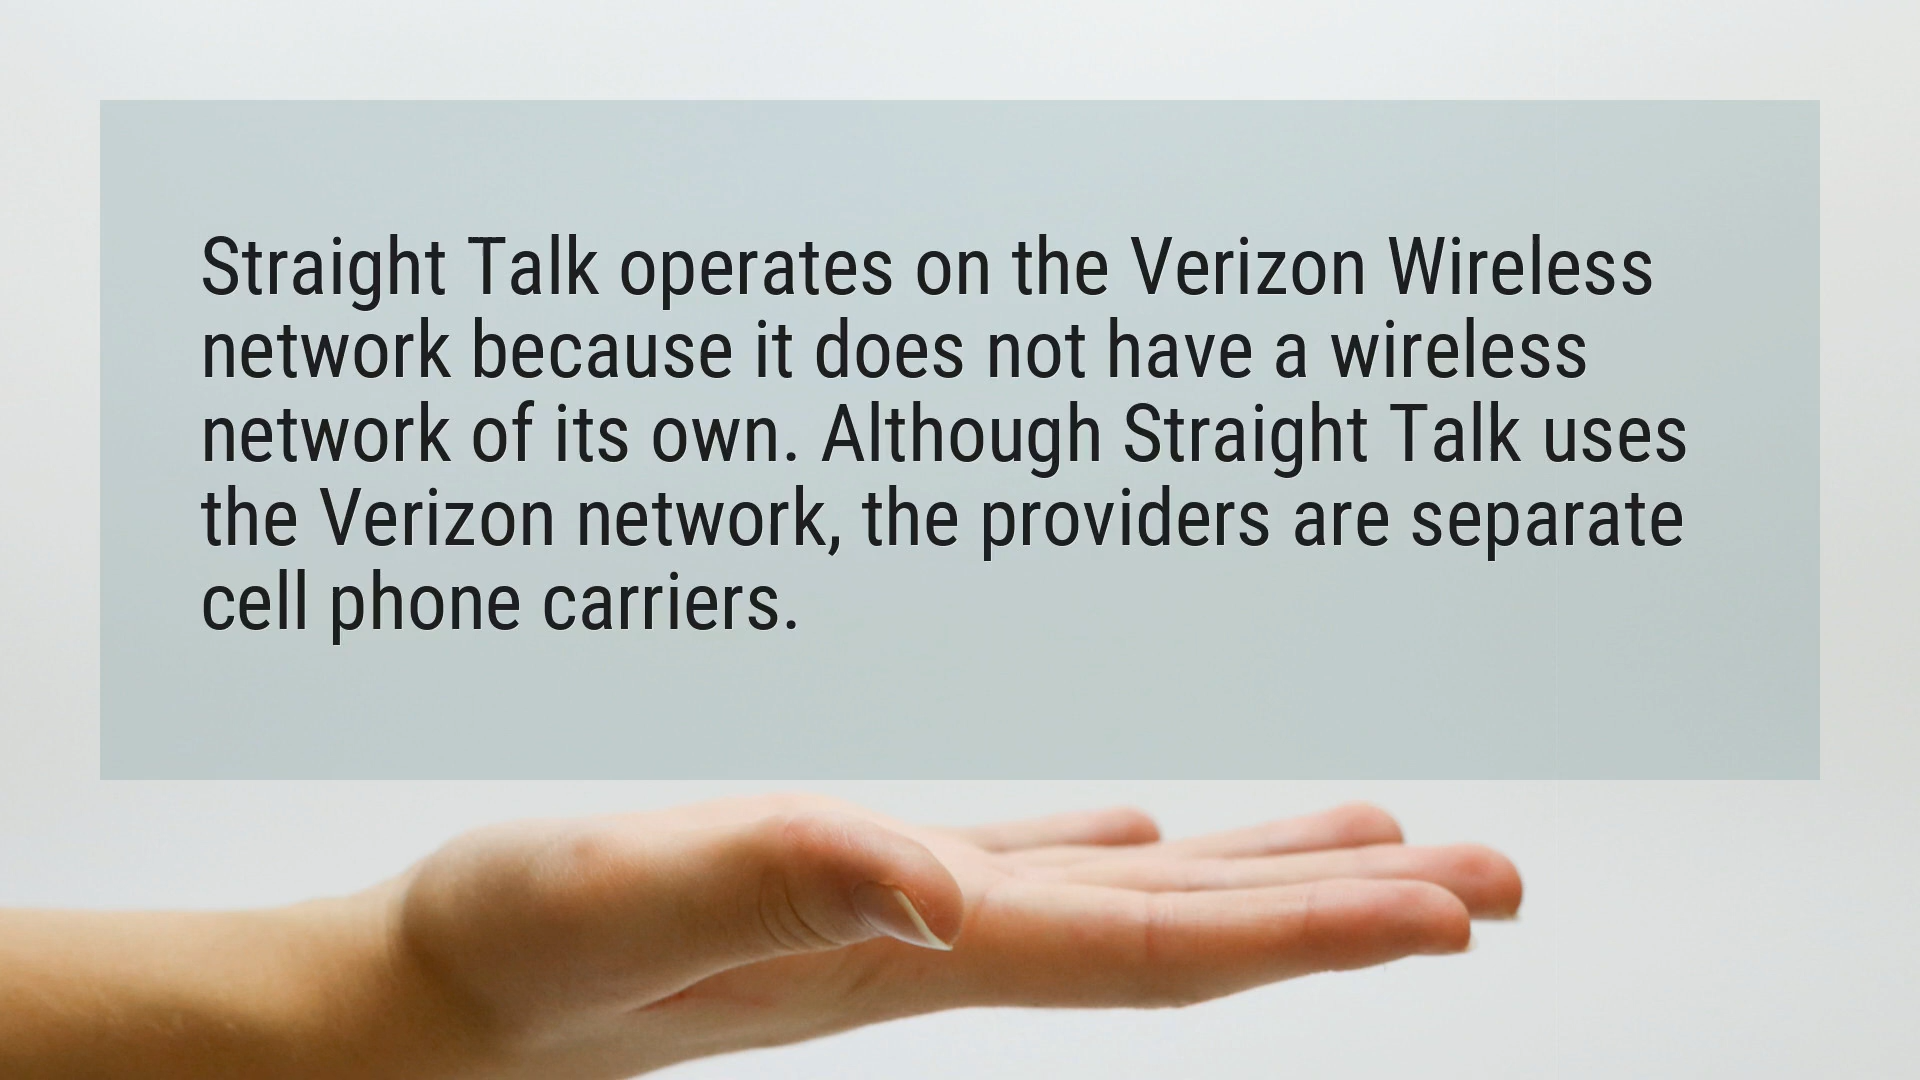 Straight Talk operates on the Verizon Wireless
network because it does not have a wireless
network of its own. Although Straight Talk uses
the Verizon network, the providers are separate
cell phone carriers.